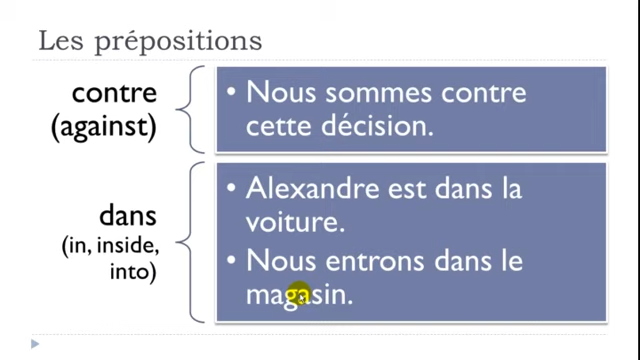 Les prépositions
contre
(against)
• Nous sommes contre
cette décision.
dans
(in, inside,
into)
• Alexandre est dans la
voiture.
• Nous entrons dans le
magasin.